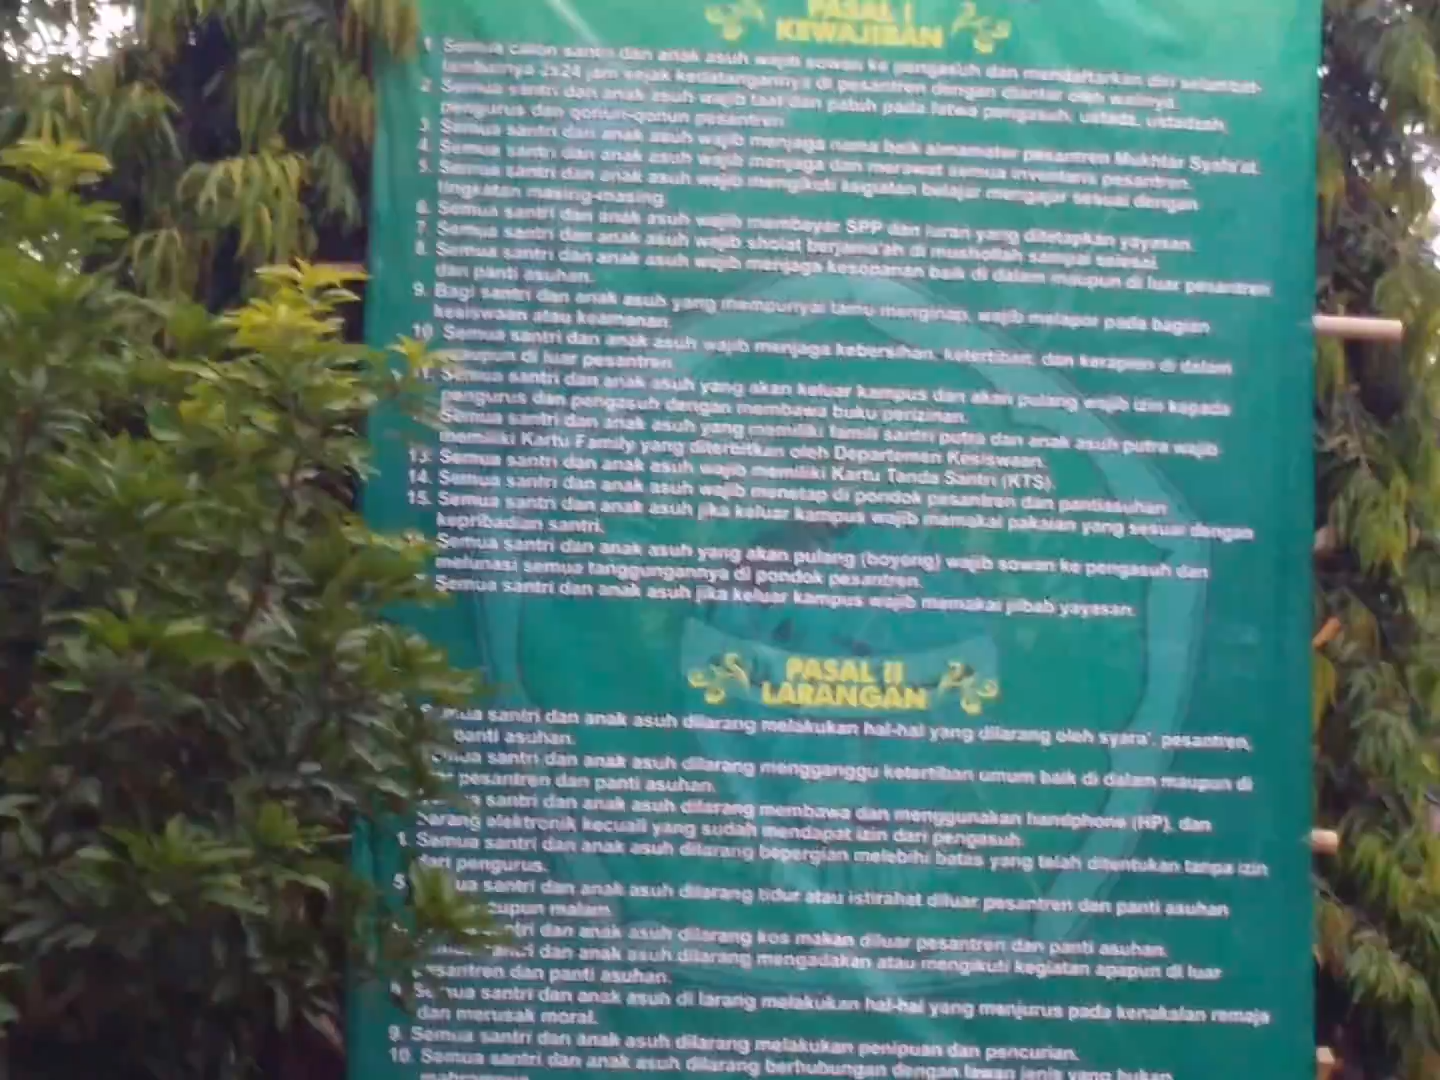 PASAL I
KEWAJIBAN
1. Semua calon santri dan anak asuh wajib sowan ke pengasuh dan mendaftarkan diri selambat-
lambatnya 2x24 jam sejak kedatangannya di pesantren dengan diantar oleh walinya.
2. Semua santri dan anak asuh wajib taat dan patuh pada fatwa pengasuh, ustadz, ustadzah,
pengurus dan qonun-qonun pesantren
3. Semua santri dan anak asuh wajib menjaga nama baik almamater pesantren Mukhtar Syafa'at.
4. Semua santri dan anak asuh wajib menjaga dan merawat semua inventaris pesantren.
5. Semua santri dan anak asuh wajib mengikuti kegiatan belajar mengajar sesuai dengan
tingkatan masing-masing.
6. Semua santri dan anak asuh wajib membayar SPP dan iuran yang ditetapkan yayasan.
7. Semua santri dan anak asuh wajib sholat berjama'ah di mushollah sampai selesai.
8. Semua santri dan anak asuh wajib menjaga kesopanan baik di dalam maupun di luar pesantren
dan panti asuhan.
9. Bagi santri dan anak asuh yang mempunyai tamu menginap, wajib melapor pada bagian
kesiswaan atau keamanan.
10. Semua santri dan anak asuh wajib menjaga kebersihan, ketertiban, dan kerapian di dalam
maupun di luar pesantren.
11. Semua santri dan anak asuh yang akan keluar kampus dan akan pulang wajib izin kepada
pengurus dan pengasuh dengan membawa buku perizinan.
Semua santri dan anak asuh yang memiliki famili santri putra dan anak asuh putra wajib
memiliki Kartu Family yang diterbitkan oleh Departemen Kesiswaan.
13. Semua santri dan anak asuh wajib memiliki Kartu Tanda Santri (KTS).
14. Semua santri dan anak asuh wajib menetap di pondok pesantren dan pantiasuhan
15. Semua santri dan anak asuh jika keluar kampus wajib memakai pakaian yang sesuai dengan
kepribadian santri.
Semua santri dan anak asuh yang akan pulang (boyong) wajib sowan ke pengasuh dan
melunasi semua tanggungannya di pondok pesantren.
Semua santri dan anak asuh jika keluar kampus wajib memakai jilbab yayasan.
PASAL II
LARANGAN
Semua santri dan anak asuh dilarang melakukan hal-hal yang dilarang oleh syara', pesantren,
panti asuhan.
Semua santri dan anak asuh dilarang mengganggu ketertiban umum baik di dalam maupun di
pesantren dan panti asuhan.
santri dan anak asuh dilarang membawa dan menggunakan handphone (HP), dan
barang elektronik kecuali yang sudah mendapat izin dari pengasuh.
Semua santri dan anak asuh dilarang bepergian melebihi batas yang telah ditentukan tanpa izin
dari pengurus.
5 santri dan anak asuh dilarang tidur atau istirahat diluar pesantren dan panti asuhan
malam.
santri dan anak asuh dilarang kos makan diluar pesantren dan panti asuhan.
santri dan anak asuh dilarang mengadakan atau mengikuti kegiatan apapun di luar
pesantren dan panti asuhan.
8. Semua santri dan anak asuh di larang melakukan hal-hal yang menjurus pada kenakalan remaja
dan merusak moral.
9. Semua santri dan anak asuh dilarang melakukan penipuan dan pencurian.
10. Semua santri dan anak asuh dilarang berhubungan dengan lawan jenis yang bukan